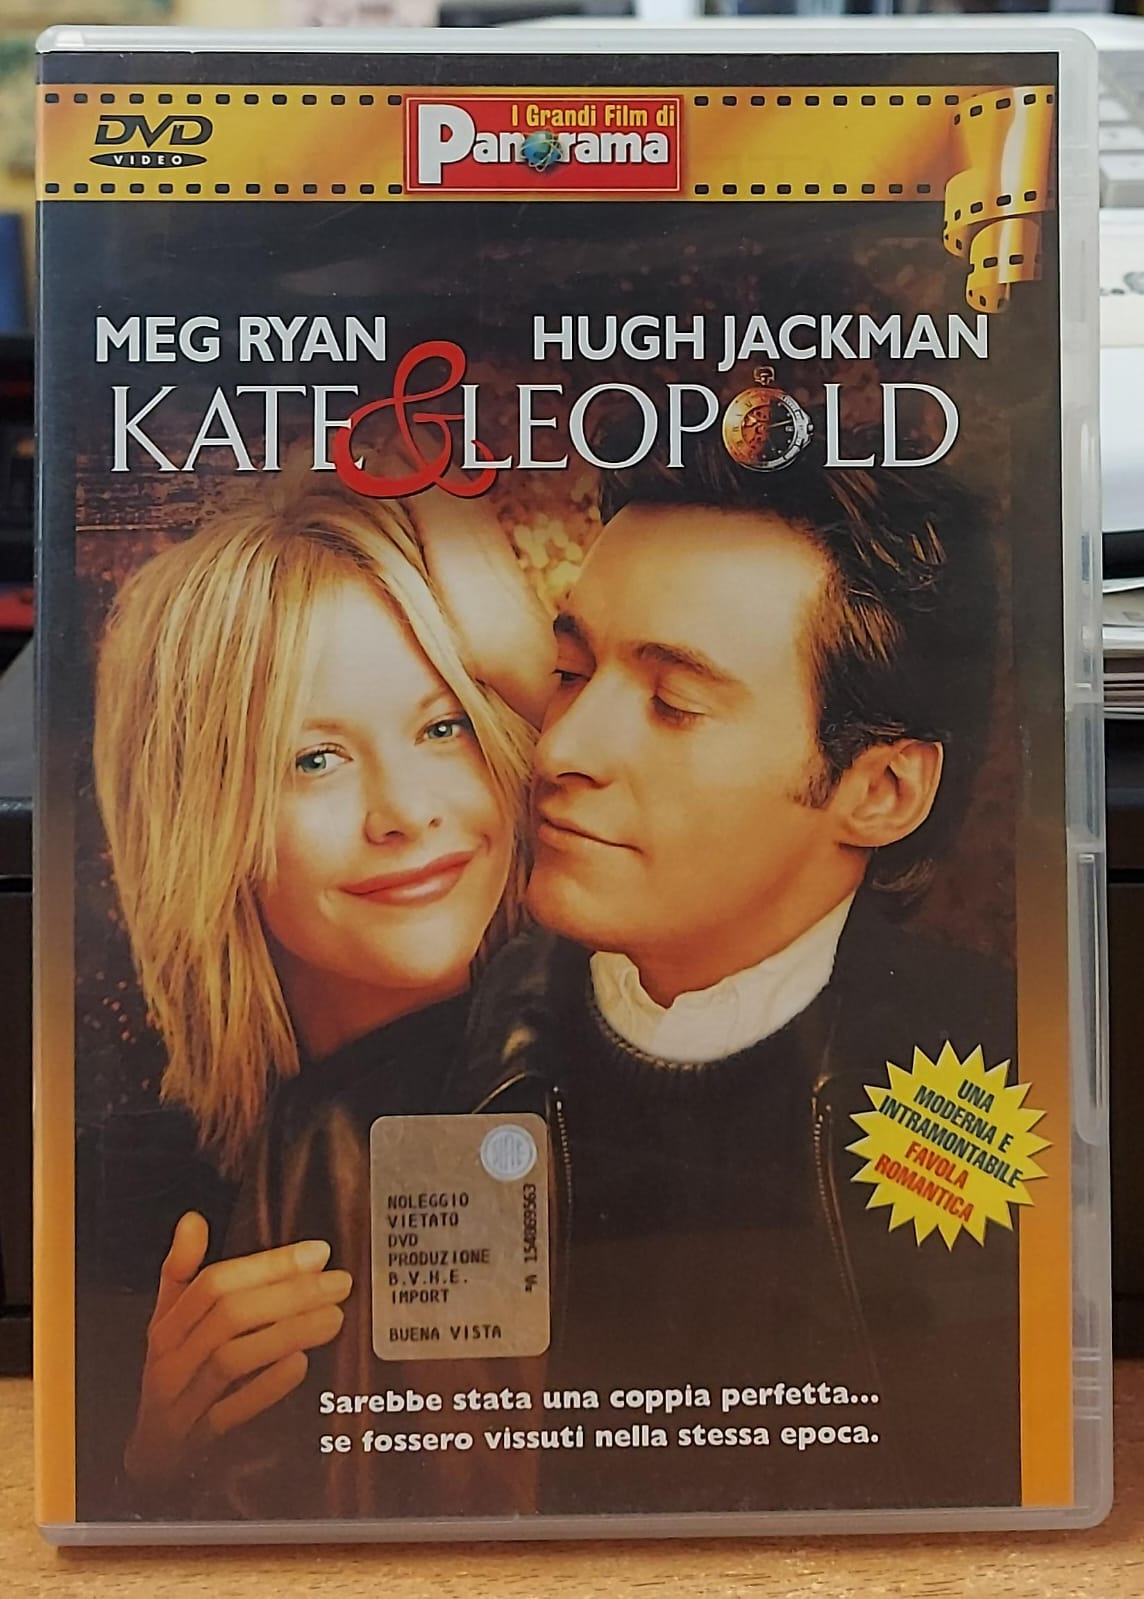 DVD
VIDEO
I Grandi Film di
Panorama
MEG RYAN HUGH JACKMAN
KATE & LEOPOLD
UNA
MODERNA E
INTRAMONTABILE
FAVOLA
ROMANTICA
NOLEGGIO
VIETATO
DVD
PRODUZIONE
B.V.H.E.
IMPORT
BUENA VISTA
SIAE
Sarebbe stata una coppia perfetta...
se fossero vissuti nella stessa epoca.